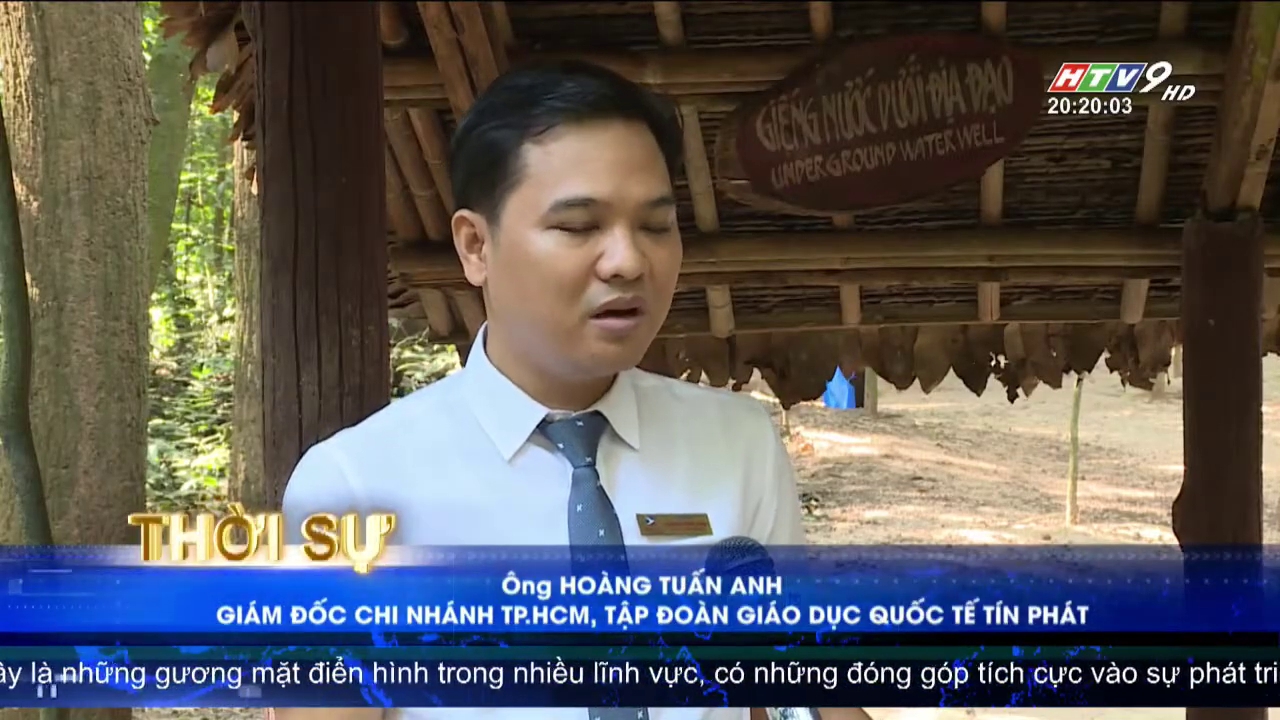 GIẾNG NƯỚC DƯỚI ĐỊA ĐẠO
UNDERGROUND WATER WELL
HTV9 HD
20:20:03
THỜI SỰ
Ông HOÀNG TUẤN ANH
GIÁM ĐỐC CHI NHÁNH TP.HCM, TẬP ĐOÀN GIÁO DỤC QUỐC TẾ TÍN PHÁT
ây là những gương mặt điển hình trong nhiều lĩnh vực, có những đóng góp tích cực vào sự phát tri